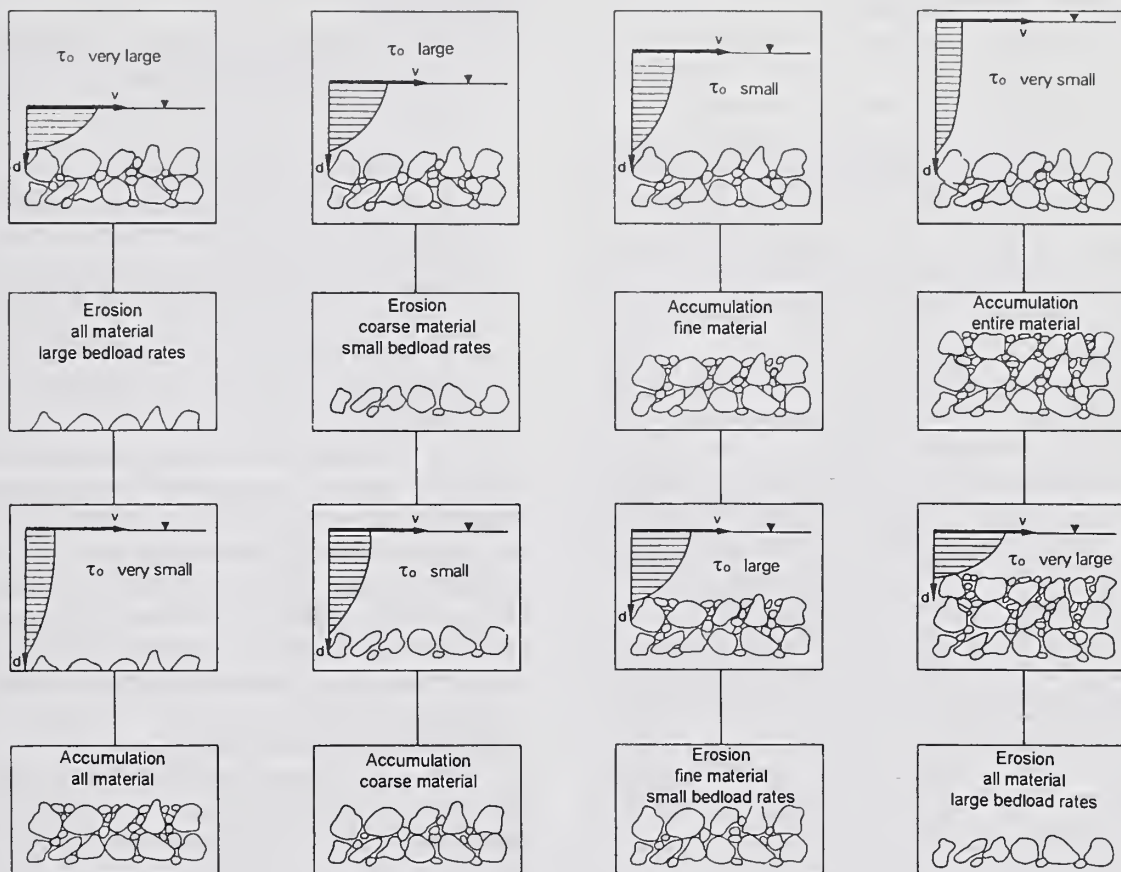 τₒ very large
v
d
τₒ large
v
d
v
τₒ small
d
v
τₒ very small
d
Erosion
all material
large bedload rates
Erosion
coarse material
small bedload rates
Accumulation
fine material
Accumulation
entire material
v
τₒ very small
d
v
τₒ small
d
v
τₒ large
d
v
τₒ very large
d
Accumulation
all material
Accumulation
coarse material
Erosion
fine material
small bedload rates
Erosion
all material
large bedload rates